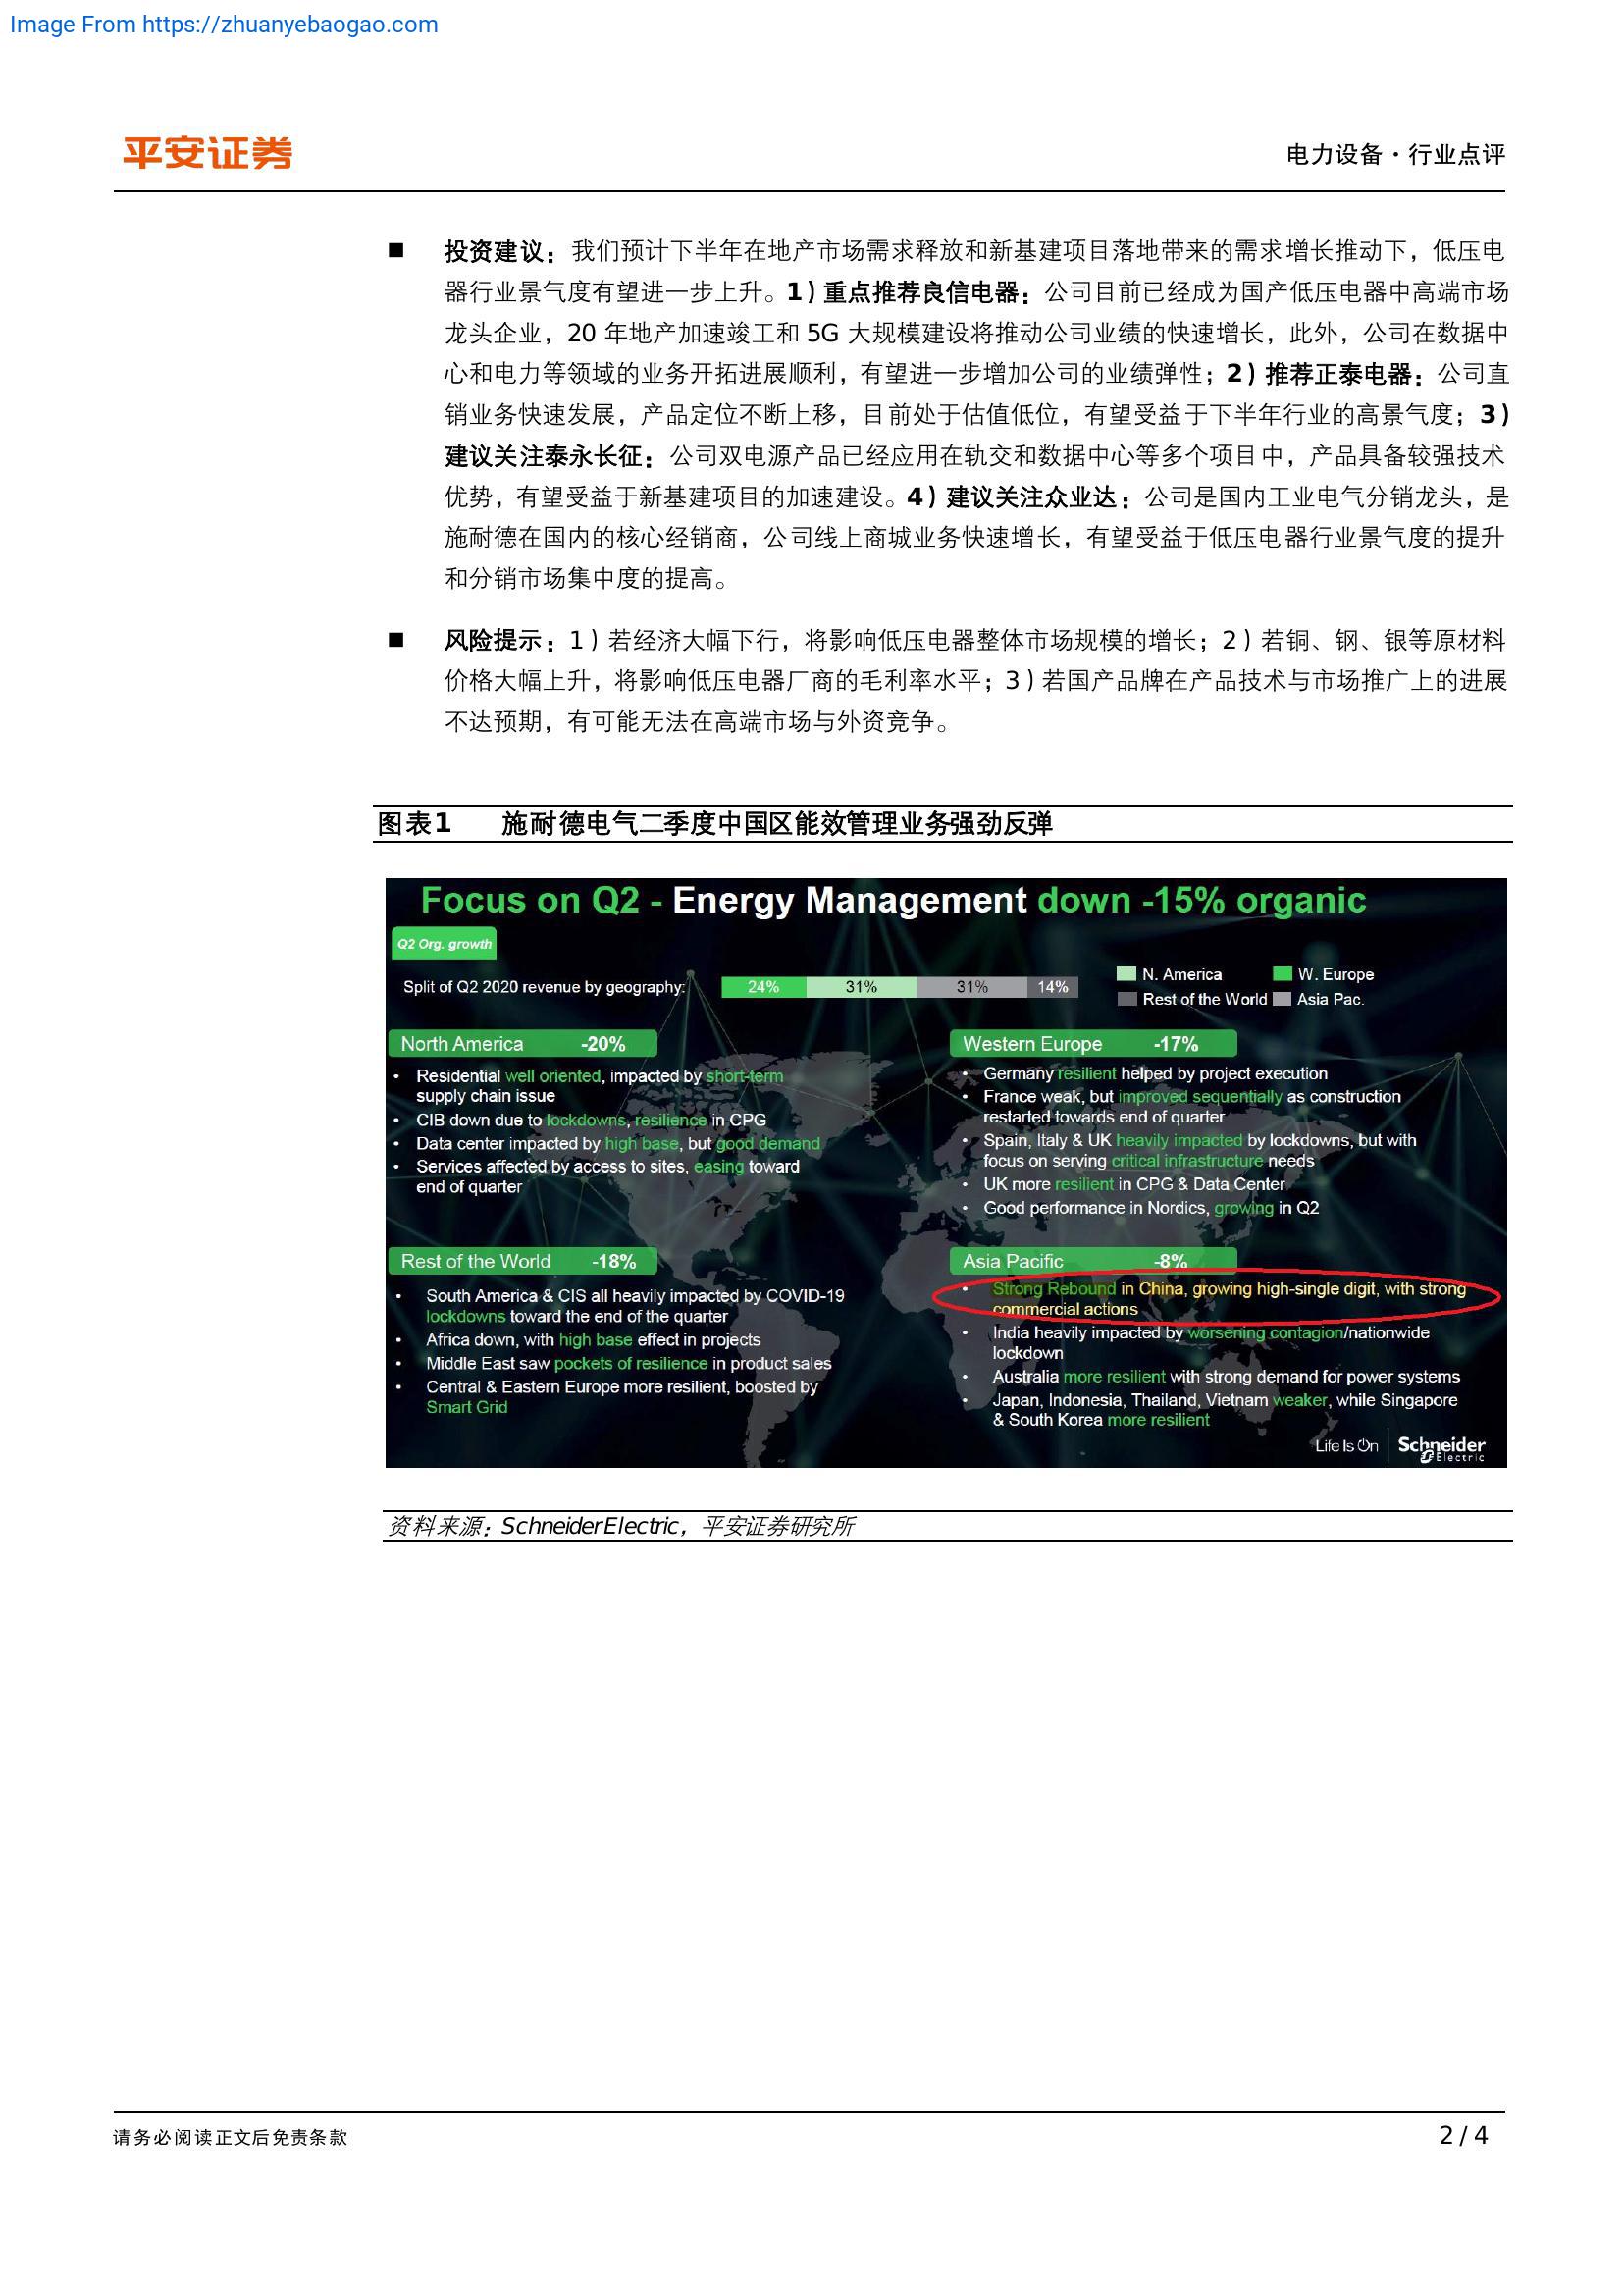 Image From https://zhuanyebaogao.com
平安证券
电力设备·行业点评
■ 投资建议：我们预计下半年在地产市场需求释放和新基建项目落地带来的需求增长推动下，低压电
器行业景气度有望进一步上升。1）重点推荐良信电器：公司目前已经成为国产低压电器中高端市场
龙头企业，20 年地产加速竣工和 5G 大规模建设将推动公司业绩的快速增长，此外，公司在数据中
心和电力等领域的业务开拓进展顺利，有望进一步增加公司的业绩弹性；2）推荐正泰电器：公司直
销业务快速发展，产品定位不断上移，目前处于估值低位，有望受益于下半年行业的高景气度；3）
建议关注泰永长征：公司双电源产品已经应用在轨交和数据中心等多个项目中，产品具备较强技术
优势，有望受益于新基建项目的加速建设。4）建议关注众业达：公司是国内工业电气分销龙头，是
施耐德在国内的核心经销商，公司线上商城业务快速增长，有望受益于低压电器行业景气度的提升
和分销市场集中度的提高。
■ 风险提示：1）若经济大幅下行，将影响低压电器整体市场规模的增长；2）若铜、钢、银等原材料
价格大幅上升，将影响低压电器厂商的毛利率水平；3）若国产品牌在产品技术与市场推广上的进展
不达预期，有可能无法在高端市场与外资竞争。
图表1 施耐德电气二季度中国区能效管理业务强劲反弹
Focus on Q2 - Energy Management down -15% organic
Q2 Org. growth
Split of Q2 2020 revenue by geography:
24% 31% 31% 14%
N. America W. Europe
Rest of the World Asia Pac.
North America -20%
• Residential well oriented, impacted by short-term
supply chain issue
• CIB down due to lockdowns, resilience in CPG
• Data center impacted by high base, but good demand
• Services affected by access to sites, easing toward
end of quarter
Western Europe -17%
• Germany resilient helped by project execution
• France weak, but improved sequentially as construction
restarted towards end of quarter
• Spain, Italy & UK heavily impacted by lockdowns, but with
focus on serving critical infrastructure needs
• UK more resilient in CPG & Data Center
• Good performance in Nordics, growing in Q2
Rest of the World -18%
• South America & CIS all heavily impacted by COVID-19
lockdowns toward the end of the quarter
• Africa down, with high base effect in projects
• Middle East saw pockets of resilience in product sales
• Central & Eastern Europe more resilient, boosted by
Smart Grid
Asia Pacific -8%
• Strong Rebound in China, growing high-single digit, with strong
commercial actions
• India heavily impacted by worsening contagion/nationwide
lockdown
• Australia more resilient with strong demand for power systems
• Japan, Indonesia, Thailand, Vietnam weaker, while Singapore
& South Korea more resilient
Life Is On Schneider
Electric
资料来源：Schneider Electric，平安证券研究所
请务必阅读正文后免责条款
2 / 4